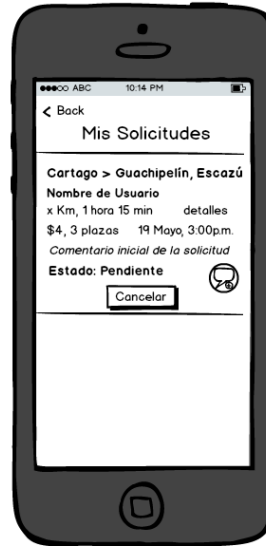 ABC 10:14 PM
< Back
Mis Solicitudes
Cartago > Guachipelín, Escazú
Nombre de Usuario
x Km, 1 hora 15 min detalles
$4, 3 plazas 19 Mayo, 3:00p.m.
Comentario inicial de la solicitud
Estado: Pendiente
Cancelar